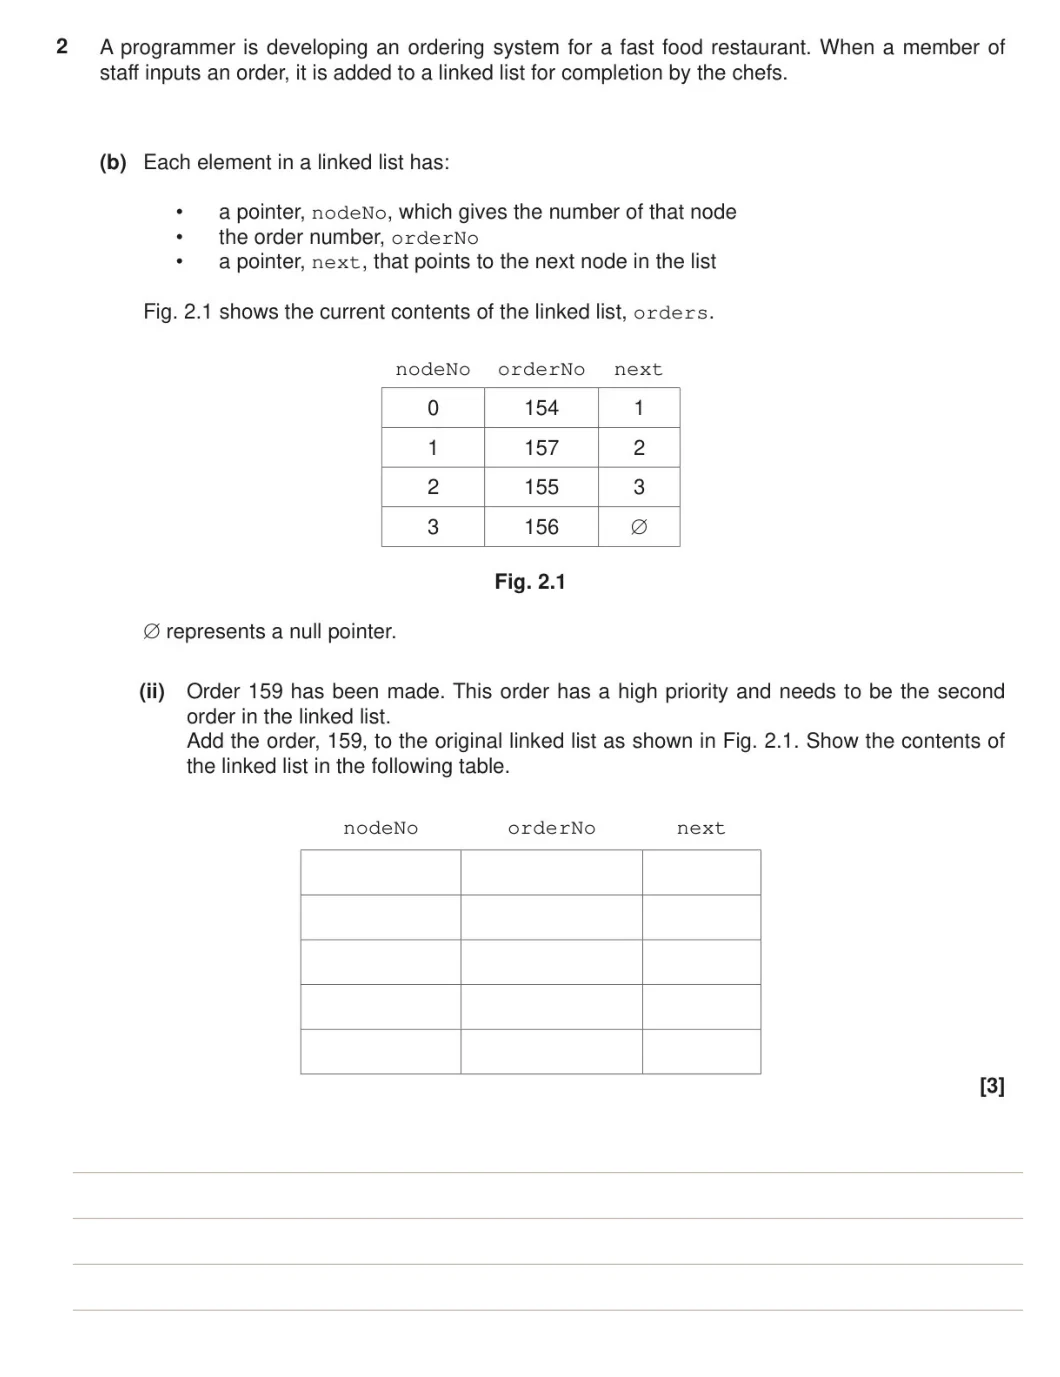 2 A programmer is developing an ordering system for a fast food restaurant. When a member of
staff inputs an order, it is added to a linked list for completion by the chefs.
(b) Each element in a linked list has:
• a pointer, nodeNo, which gives the number of that node
• the order number, orderNo
• a pointer, next, that points to the next node in the list
Fig. 2.1 shows the current contents of the linked list, orders.
nodeNo orderNo next
0 154 1
1 157 2
2 155 3
3 156 ∅
Fig. 2.1
∅ represents a null pointer.
(ii) Order 159 has been made. This order has a high priority and needs to be the second
order in the linked list.
Add the order, 159, to the original linked list as shown in Fig. 2.1. Show the contents of
the linked list in the following table.
nodeNo orderNo next
[3]